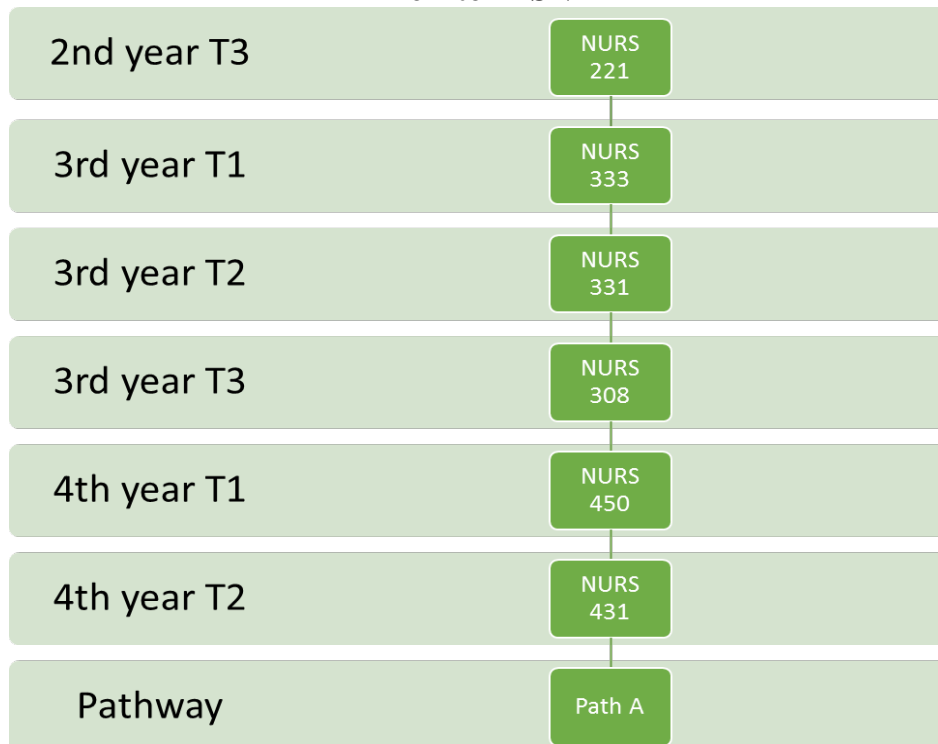 2nd year T3
NURS
221
3rd year T1
NURS
333
3rd year T2
NURS
331
3rd year T3
NURS
308
4th year T1
NURS
450
4th year T2
NURS
431
Pathway
Path A